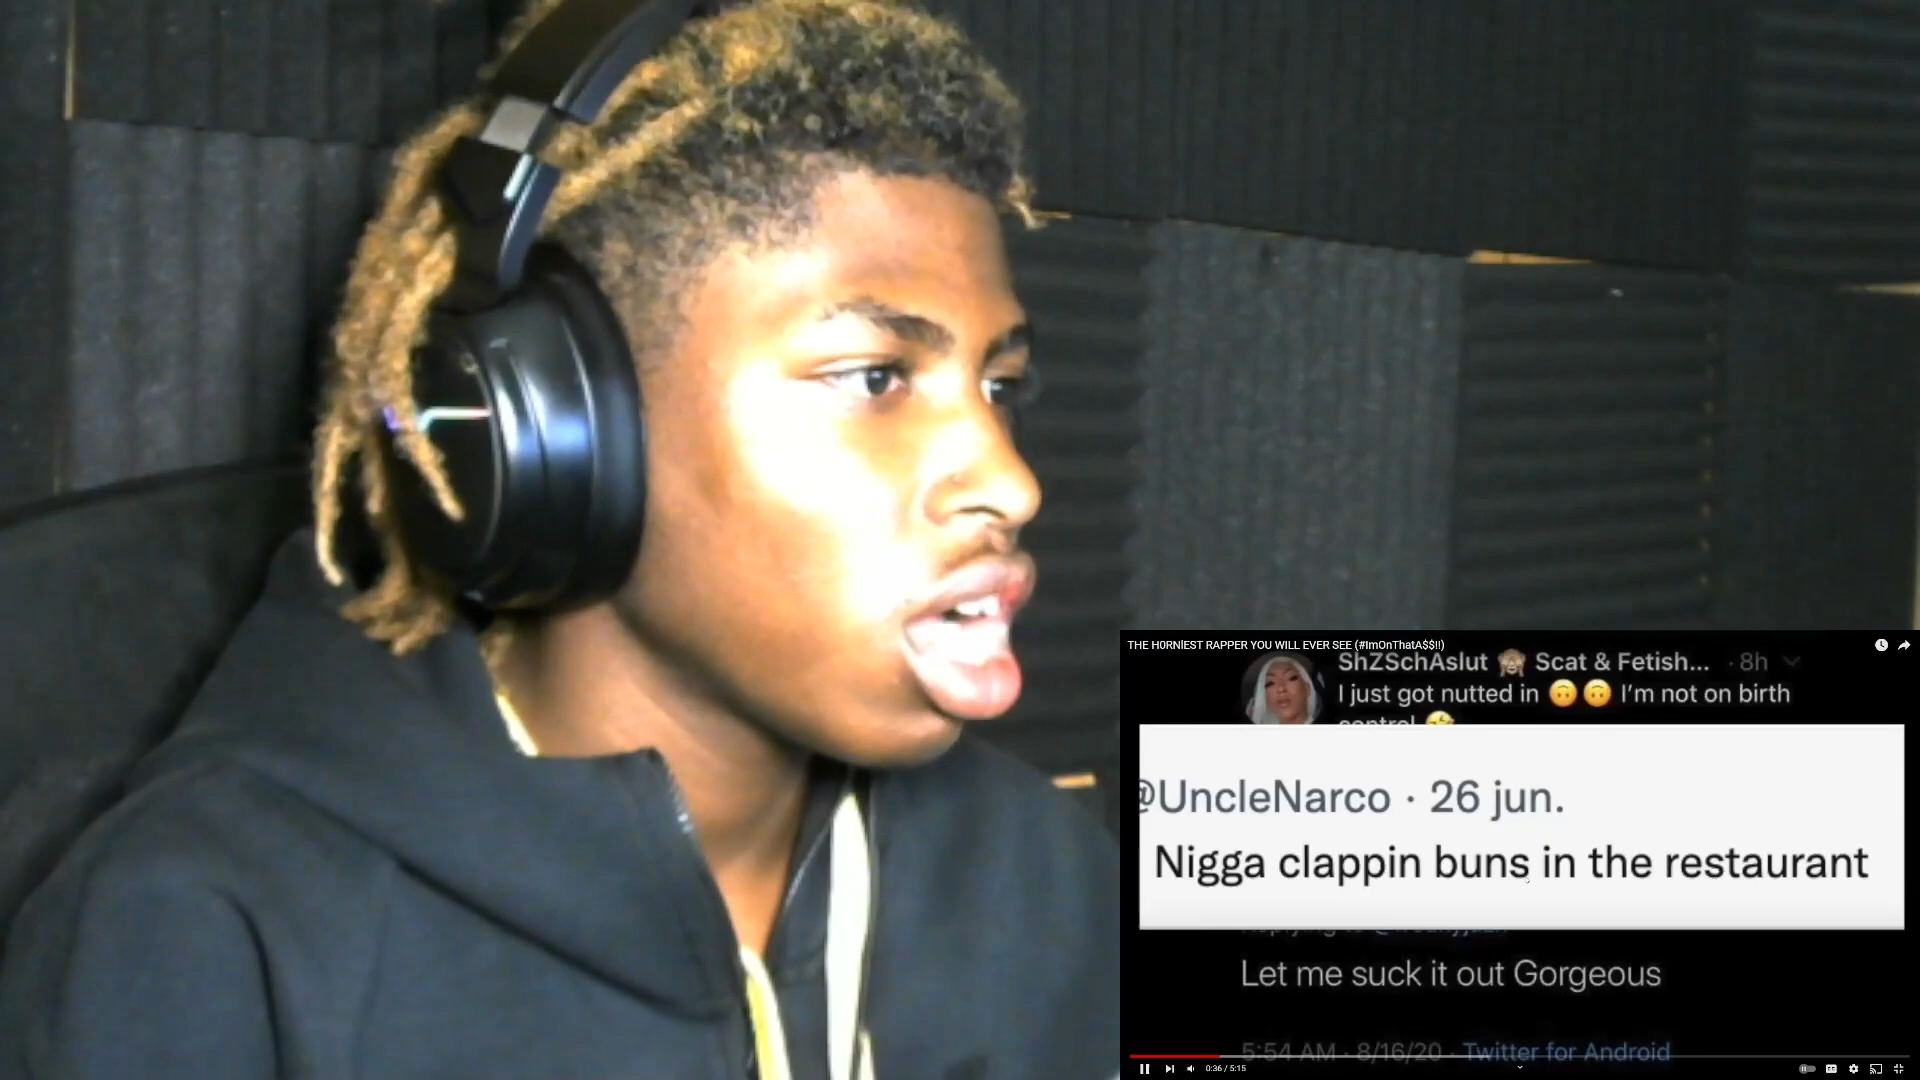 THE H0RNlEST RAPPER YOU WILL EVER SEE (#ImOnThatA$$!!)
ShZSchAslut 🙈 Scat & Fetish... · 8h
I just got nutted in 🙃🙃 I'm not on birth
control 🤣
@UncleNarco · 26 jun.
Nigga clappin buns in the restaurant
Let me suck it out Gorgeous
5:54 AM · 8/16/20 · Twitter for Android
0:36 / 5:15